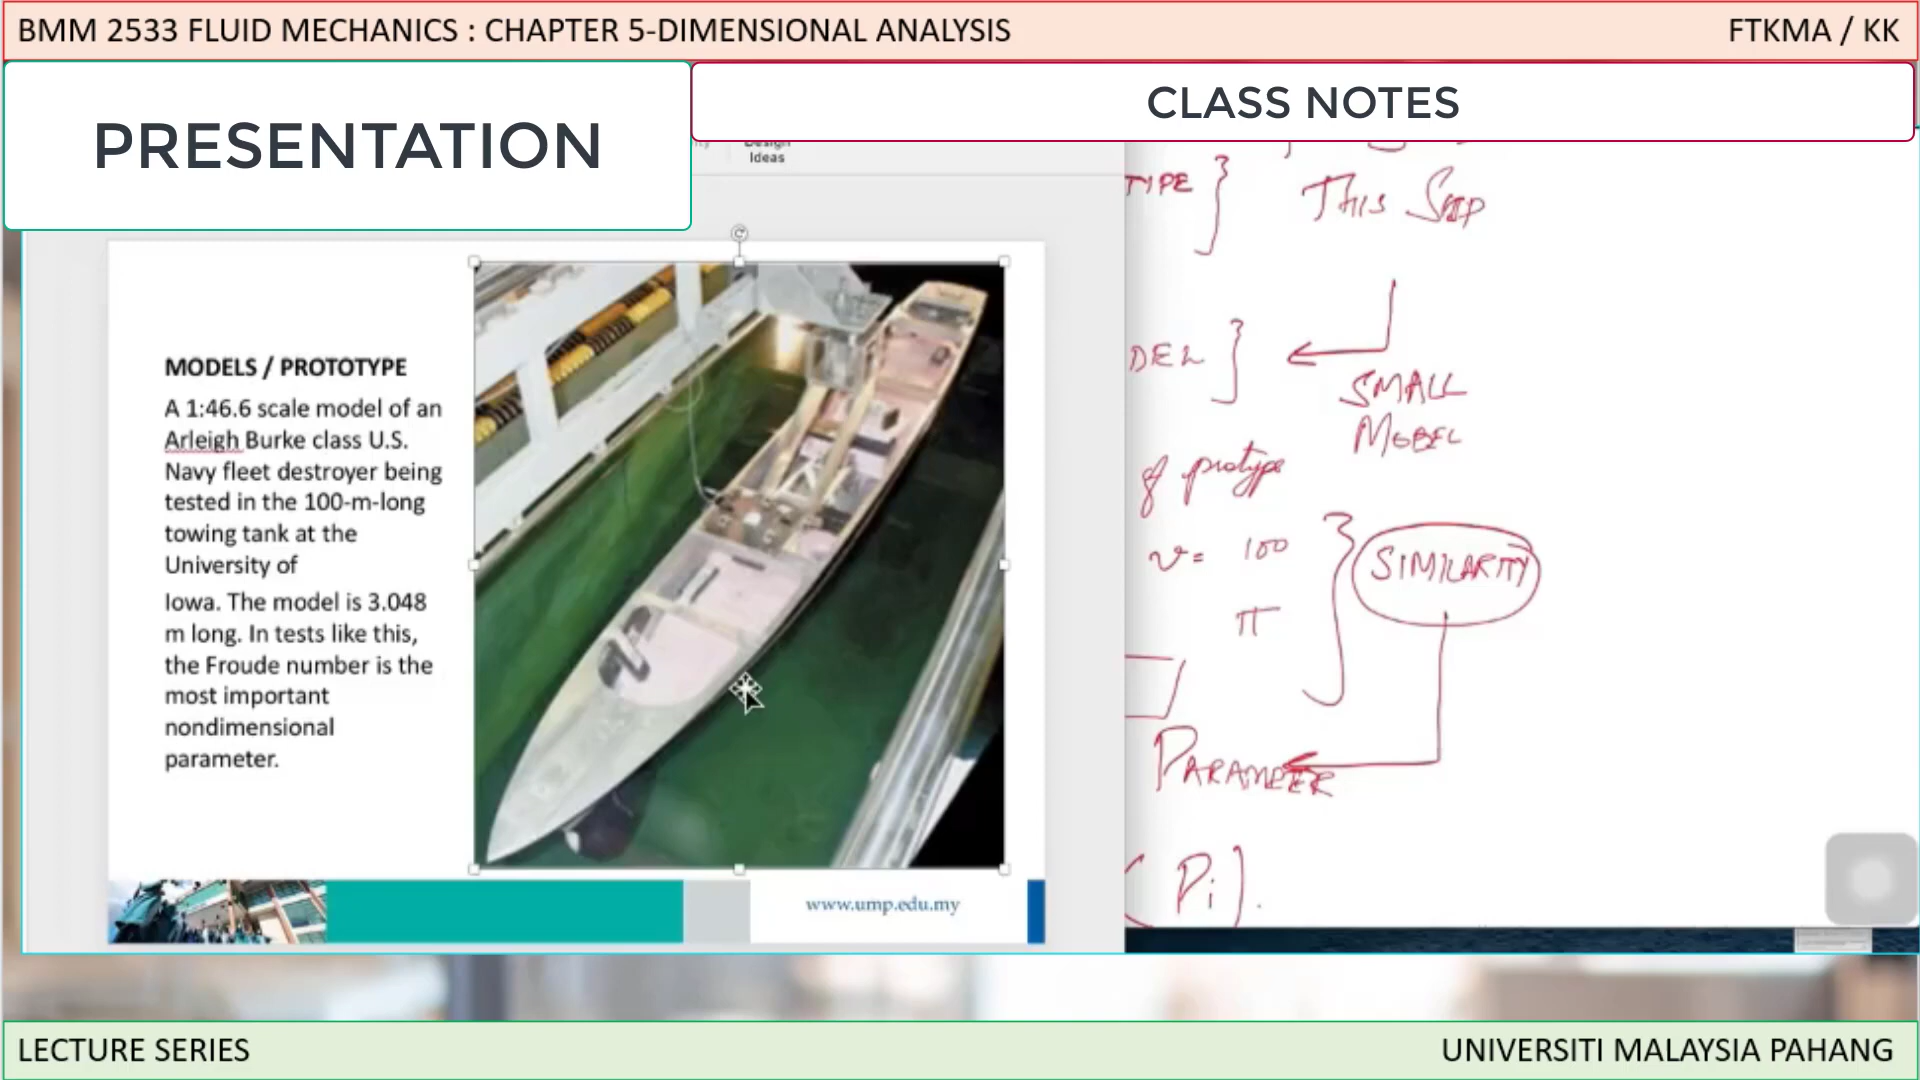 BMM 2533 FLUID MECHANICS : CHAPTER 5-DIMENSIONAL ANALYSIS
FTKMA / KK
PRESENTATION
CLASS NOTES
Design
Ideas
MODELS / PROTOTYPE
A 1:46.6 scale model of an
Arleigh Burke class U.S.
Navy fleet destroyer being
tested in the 100-m-long
towing tank at the
University of
Iowa. The model is 3.048
m long. In tests like this,
the Froude number is the
most important
nondimensional
parameter.
www.ump.edu.my
TYPE }
THIS SHIP
DEL }
SMALL
MODEL
of protype
v = 100
π
SIMILARITY
PARAMETER
(Pi).
LECTURE SERIES
UNIVERSITI MALAYSIA PAHANG